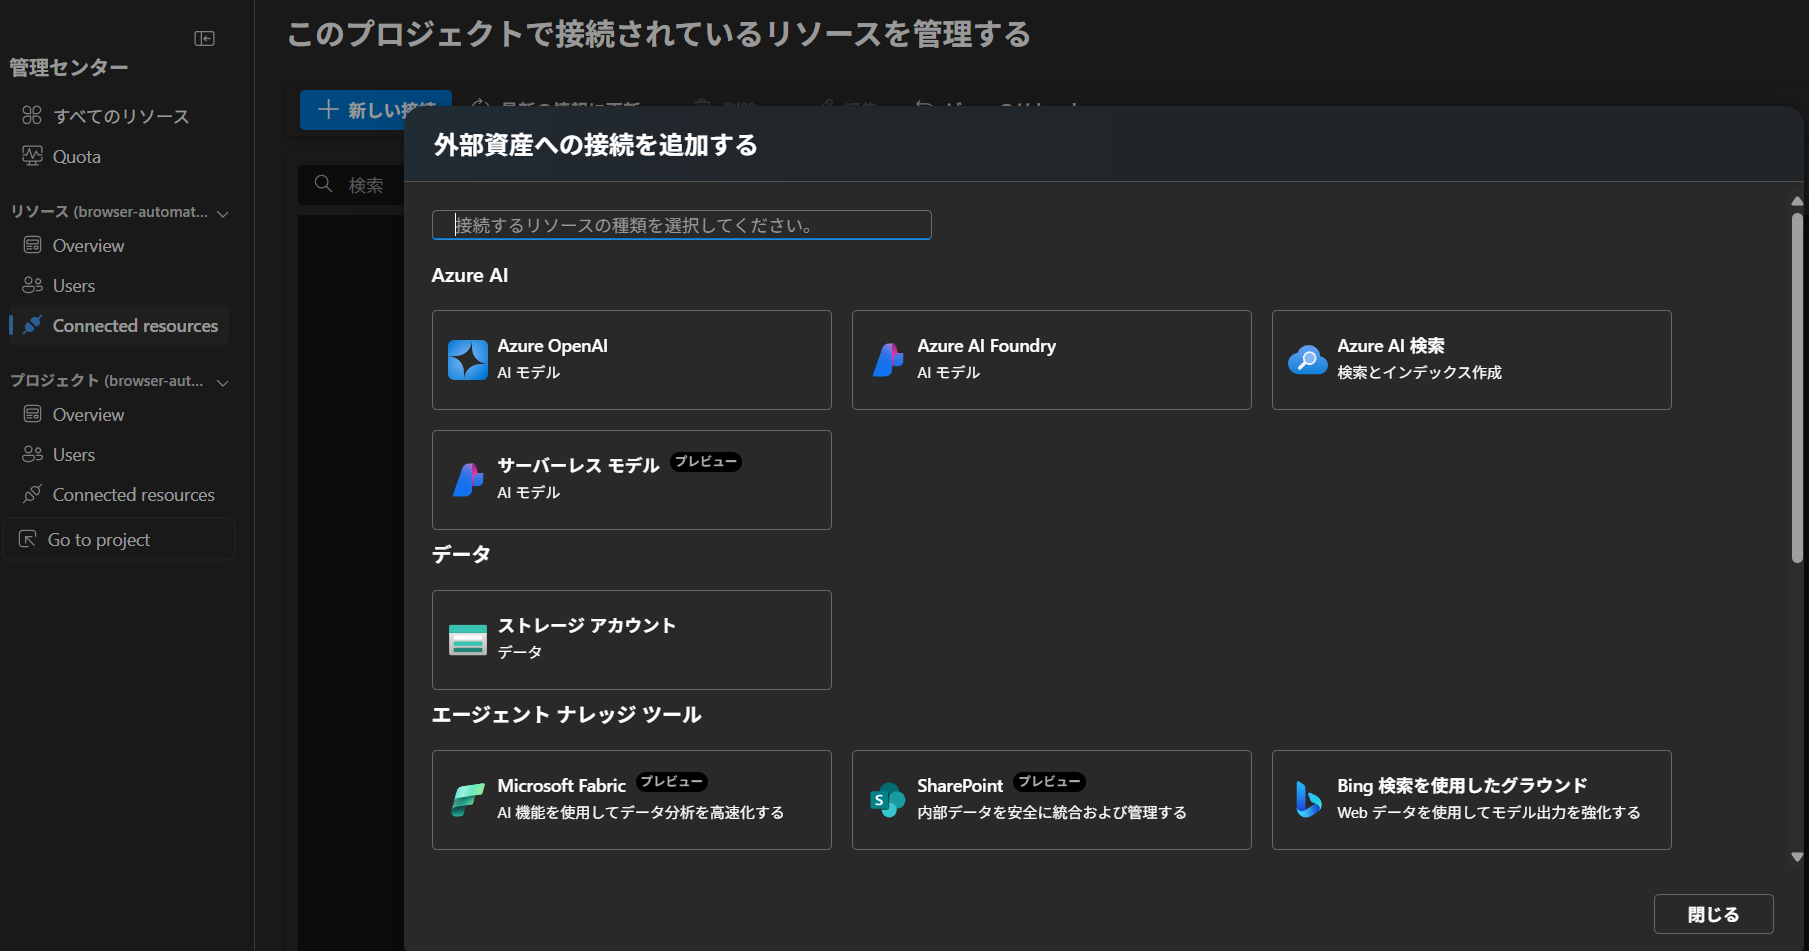 このプロジェクトで接続されているリソースを管理する
管理センター
すべてのリソース
Quota
リソース (browser-automat...
Overview
Users
Connected resources
プロジェクト (browser-aut...
Overview
Users
Connected resources
Go to project
新しい接続
最新の情報に更新
削除
編集
検索
外部資産への接続を追加する
接続するリソースの種類を選択してください。
Azure AI
Azure OpenAI
AI モデル
Azure AI Foundry
AI モデル
Azure AI 検索
検索とインデックス作成
サーバーレス モデル プレビュー
AI モデル
データ
ストレージ アカウント
データ
エージェント ナレッジ ツール
Microsoft Fabric プレビュー
AI 機能を使用してデータ分析を高速化する
SharePoint プレビュー
内部データを安全に統合および管理する
Bing 検索を使用したグラウンド
Web データを使用してモデル出力を強化する
閉じる